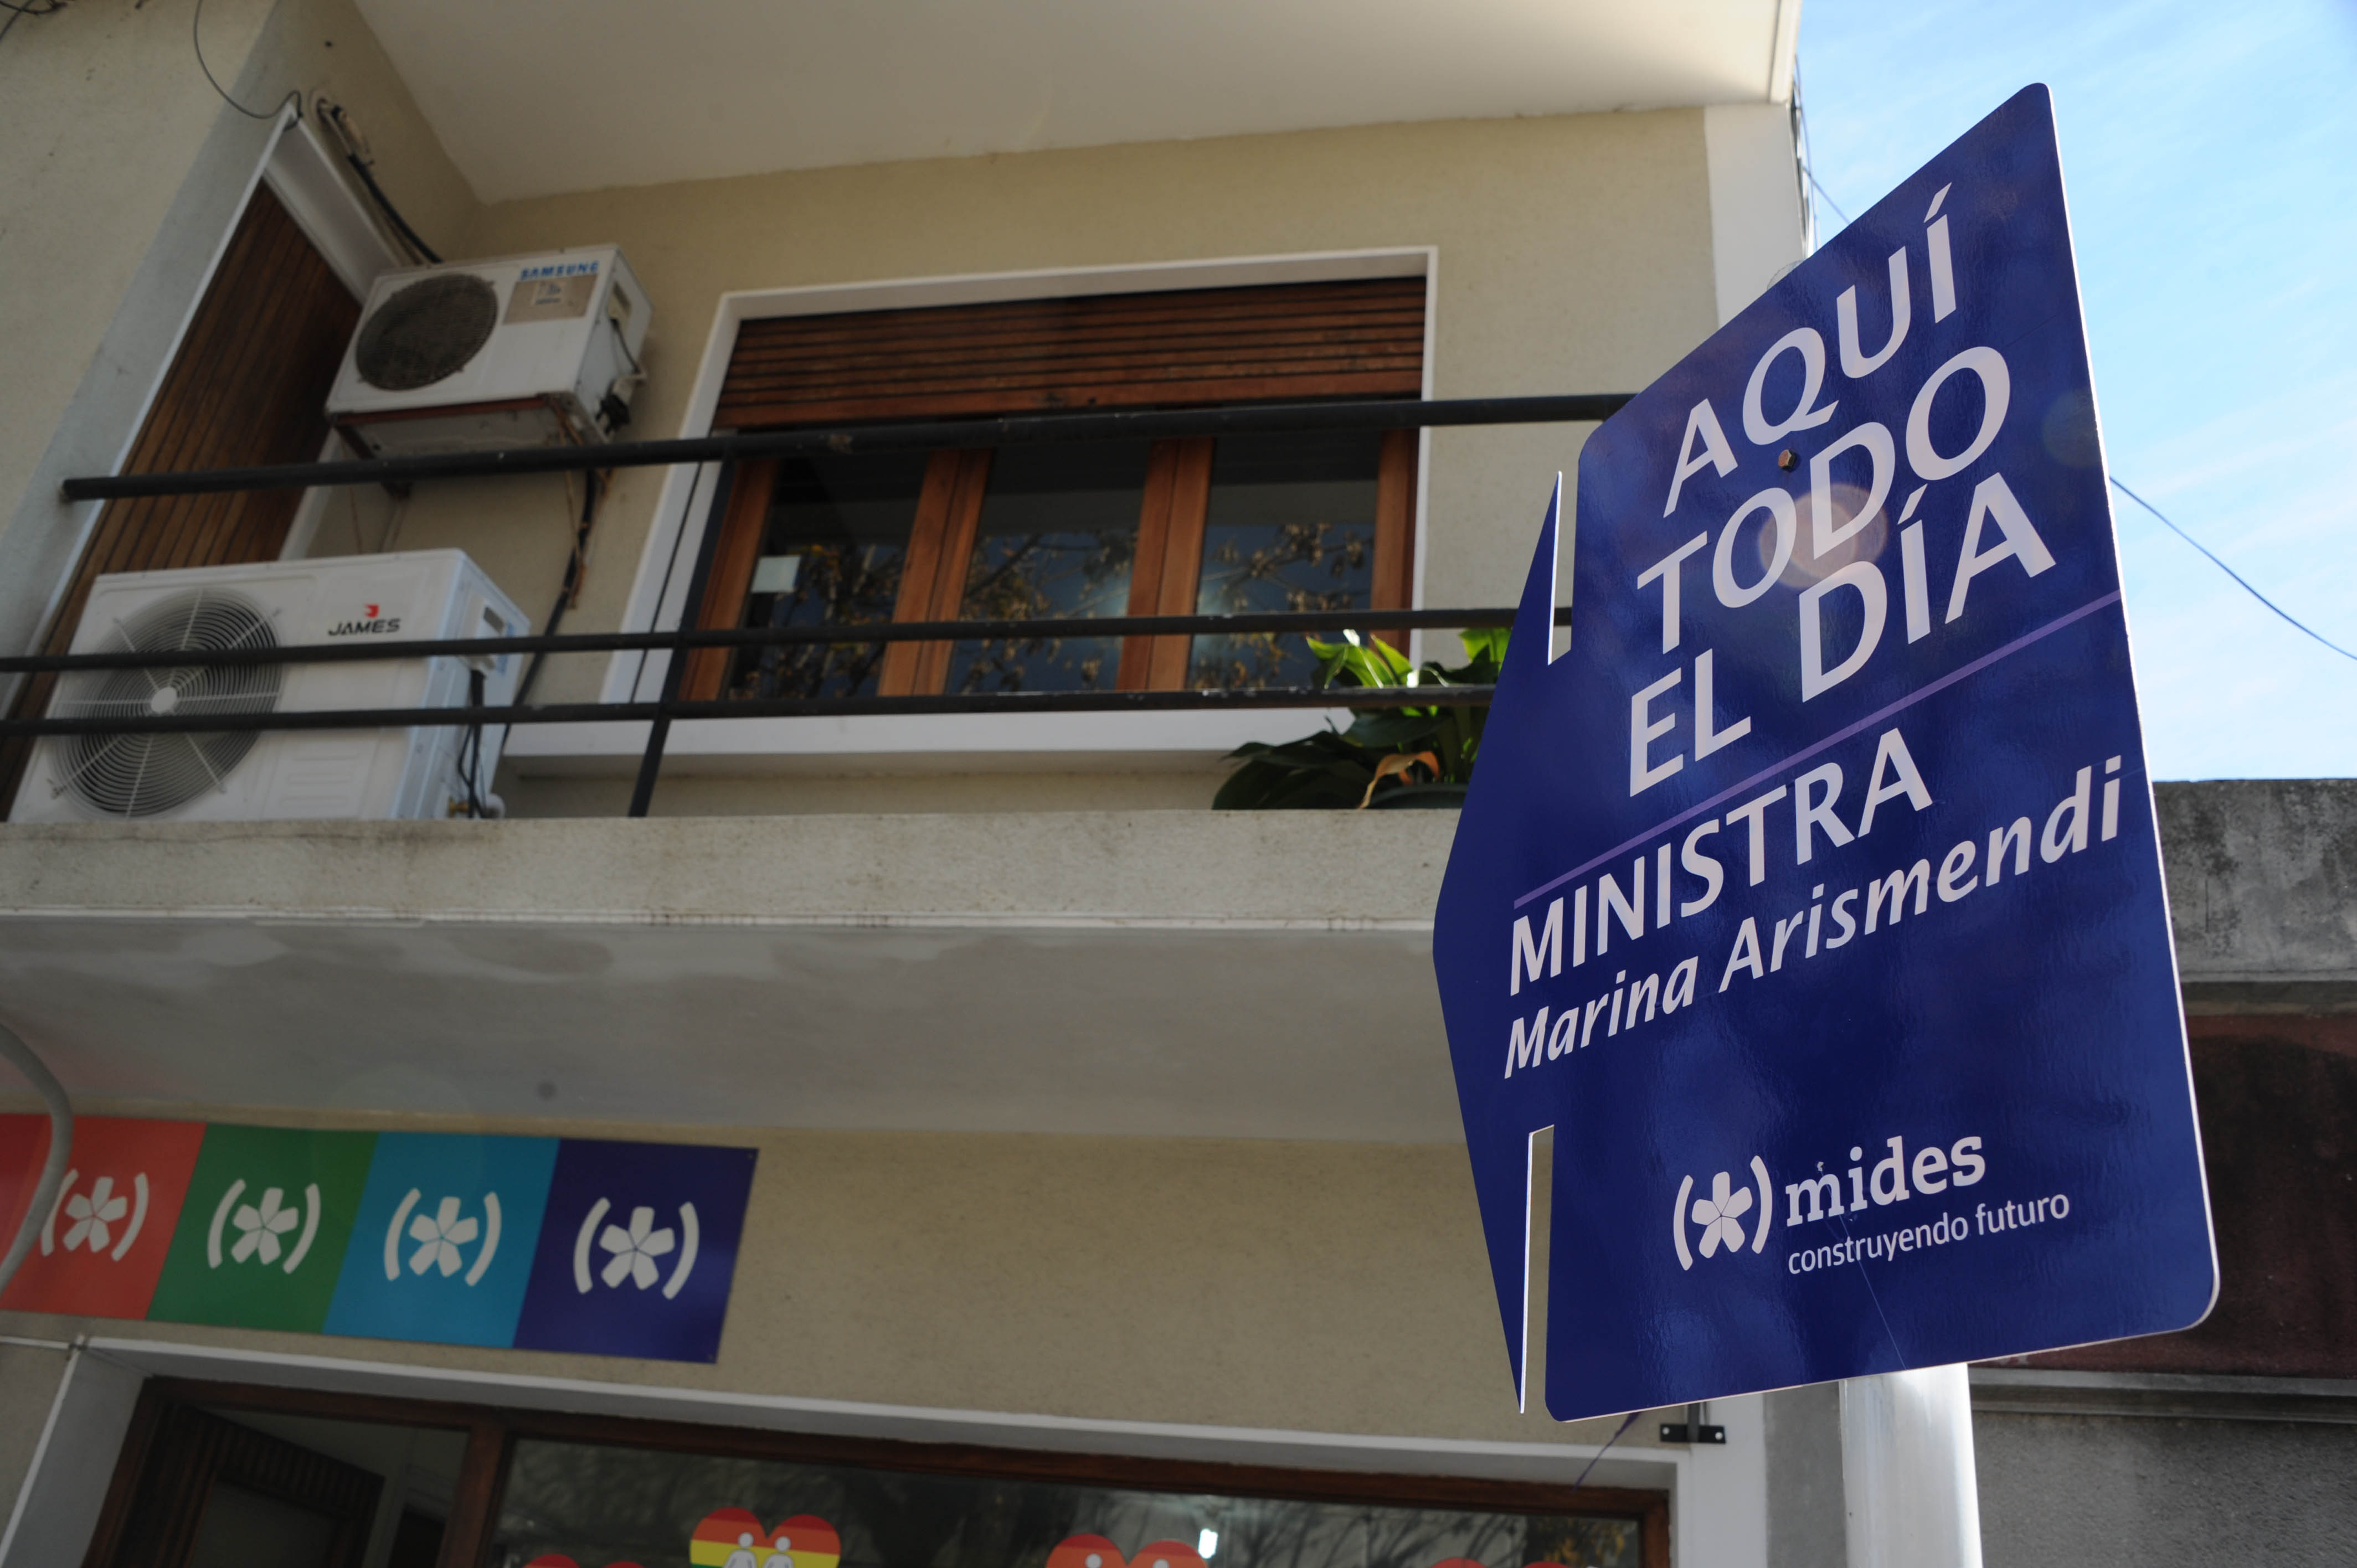 SAMSUNG
JAMES
AQUÍ
TODO
EL DÍA
MINISTRA
Marina Arismendi
(*) mides
construyendo futuro